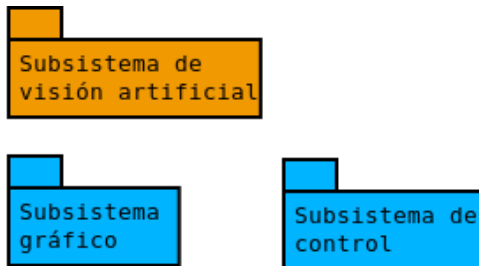 Subsistema de
visión artificial
Subsistema
gráfico
Subsistema de
control